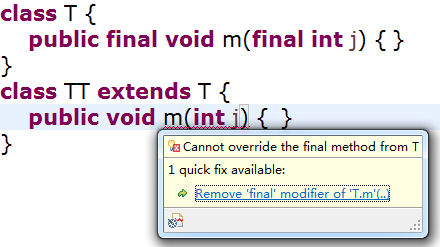 class T {
public final void m(final int j) { }
}
class TT extends T {
public void m(int j) { }
}
Cannot override the final method from T
1 quick fix available:
Remove 'final' modifier of 'T.m'(..)